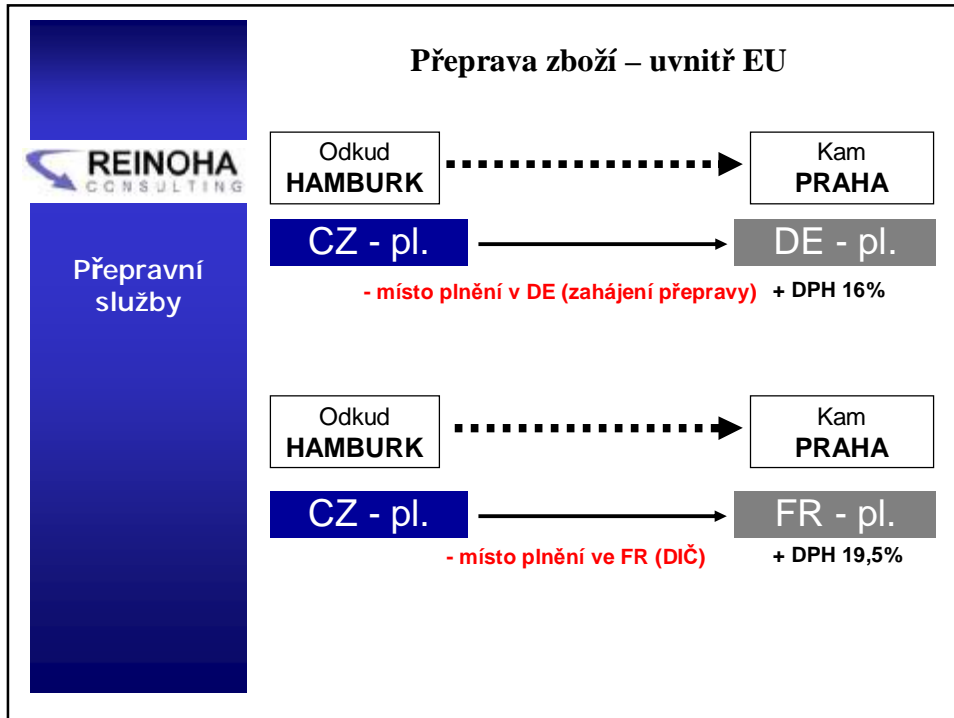 Přeprava zboží – uvnitř EU
REINOHA
CONSULTING
Přepravní
služby
Odkud
HAMBURK
Kam
PRAHA
CZ - pl.
DE - pl.
- místo plnění v DE (zahájení přepravy)
+ DPH 16%
Odkud
HAMBURK
Kam
PRAHA
CZ - pl.
FR - pl.
- místo plnění ve FR (DIČ)
+ DPH 19,5%